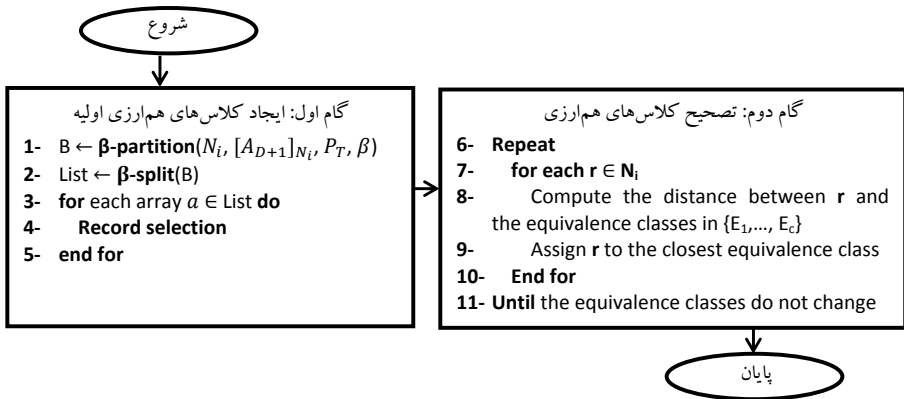 شروع
گام اول: ایجاد کلاس‌های هم‌ارزی اولیه
1- B ← β-partition(N_i, [A_{D+1}]_{N_i}, P_T, β)
2- List ← β-split(B)
3- for each array a ∈ List do
4- Record selection
5- end for
گام دوم: تصحیح کلاس‌های هم‌ارزی
6- Repeat
7- for each r ∈ N_i
8- Compute the distance between r and
the equivalence classes in {E_1,..., E_c}
9- Assign r to the closest equivalence class
10- End for
11- Until the equivalence classes do not change
پایان